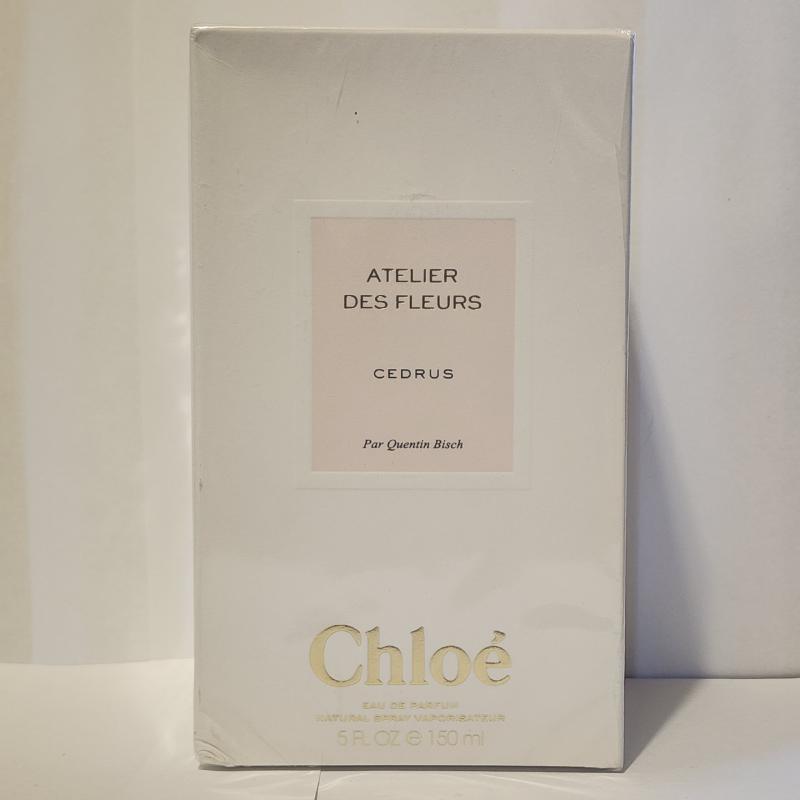 ATELIER
DES FLEURS
CEDRUS
Par Quentin Bisch
Chloé
EAU DE PARFUM
NATURAL SPRAY VAPORISATEUR
5 FL OZ ℮ 150 ml